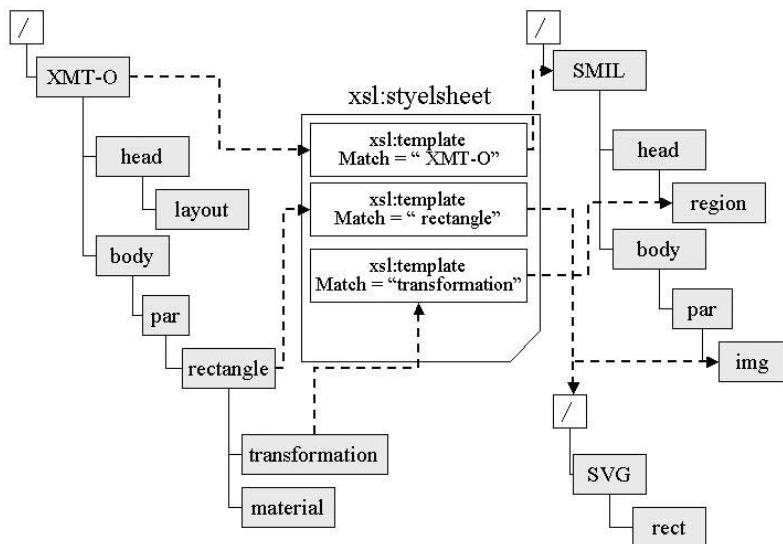 /
XMT-O
head
layout
body
par
rectangle
transformation
material
xsl:styelsheet
xsl:template
Match = “ XMT-O”
xsl:template
Match = “ rectangle”
xsl:template
Match = “transformation”
/
SMIL
head
region
body
par
img
/
SVG
rect